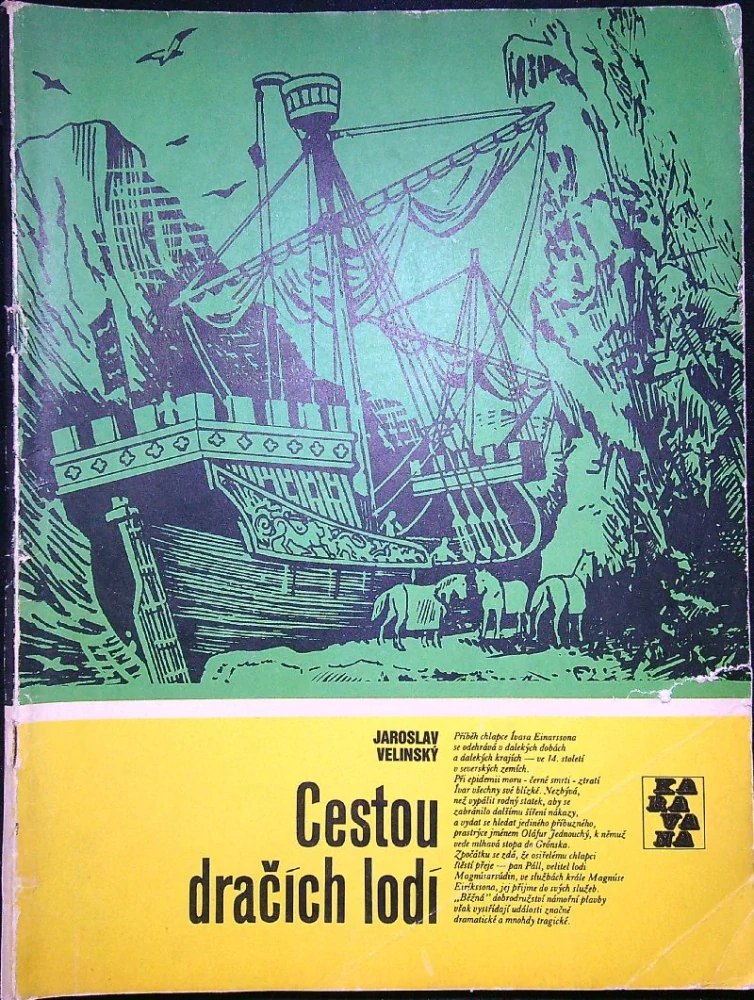 JAROSLAV
VELINSKÝ
Cestou
dračích lodí
Příběh chlapce Ívara Einarssona
se odehrává v dalekých dobách
a dalekých krajích — ve 14. století
v severských zemích.
Při epidemii moru - černé smrti - ztratí
Ívar všechny své blízké. Nezbývá,
než vypálit rodný statek, aby se
zabránilo dalšímu šíření nákazy,
a vydat se hledat jediného příbuzného,
prastrýce jménem Oláfur Jednouchý, k němuž
vede mlhavá stopa do Grónska.
Zpočátku se zdá, že osiřelému chlapci
štěstí přeje — pan Páll, velitel lodi
Magnúsarsúdin, ve službách krále Magnúse
Eiríkssona, jej přijme do svých služeb.
„Běžná" dobrodružství námořní plavby
však vystřídají události značně
dramatické a mnohdy tragické.
KA
RA
VA
NA